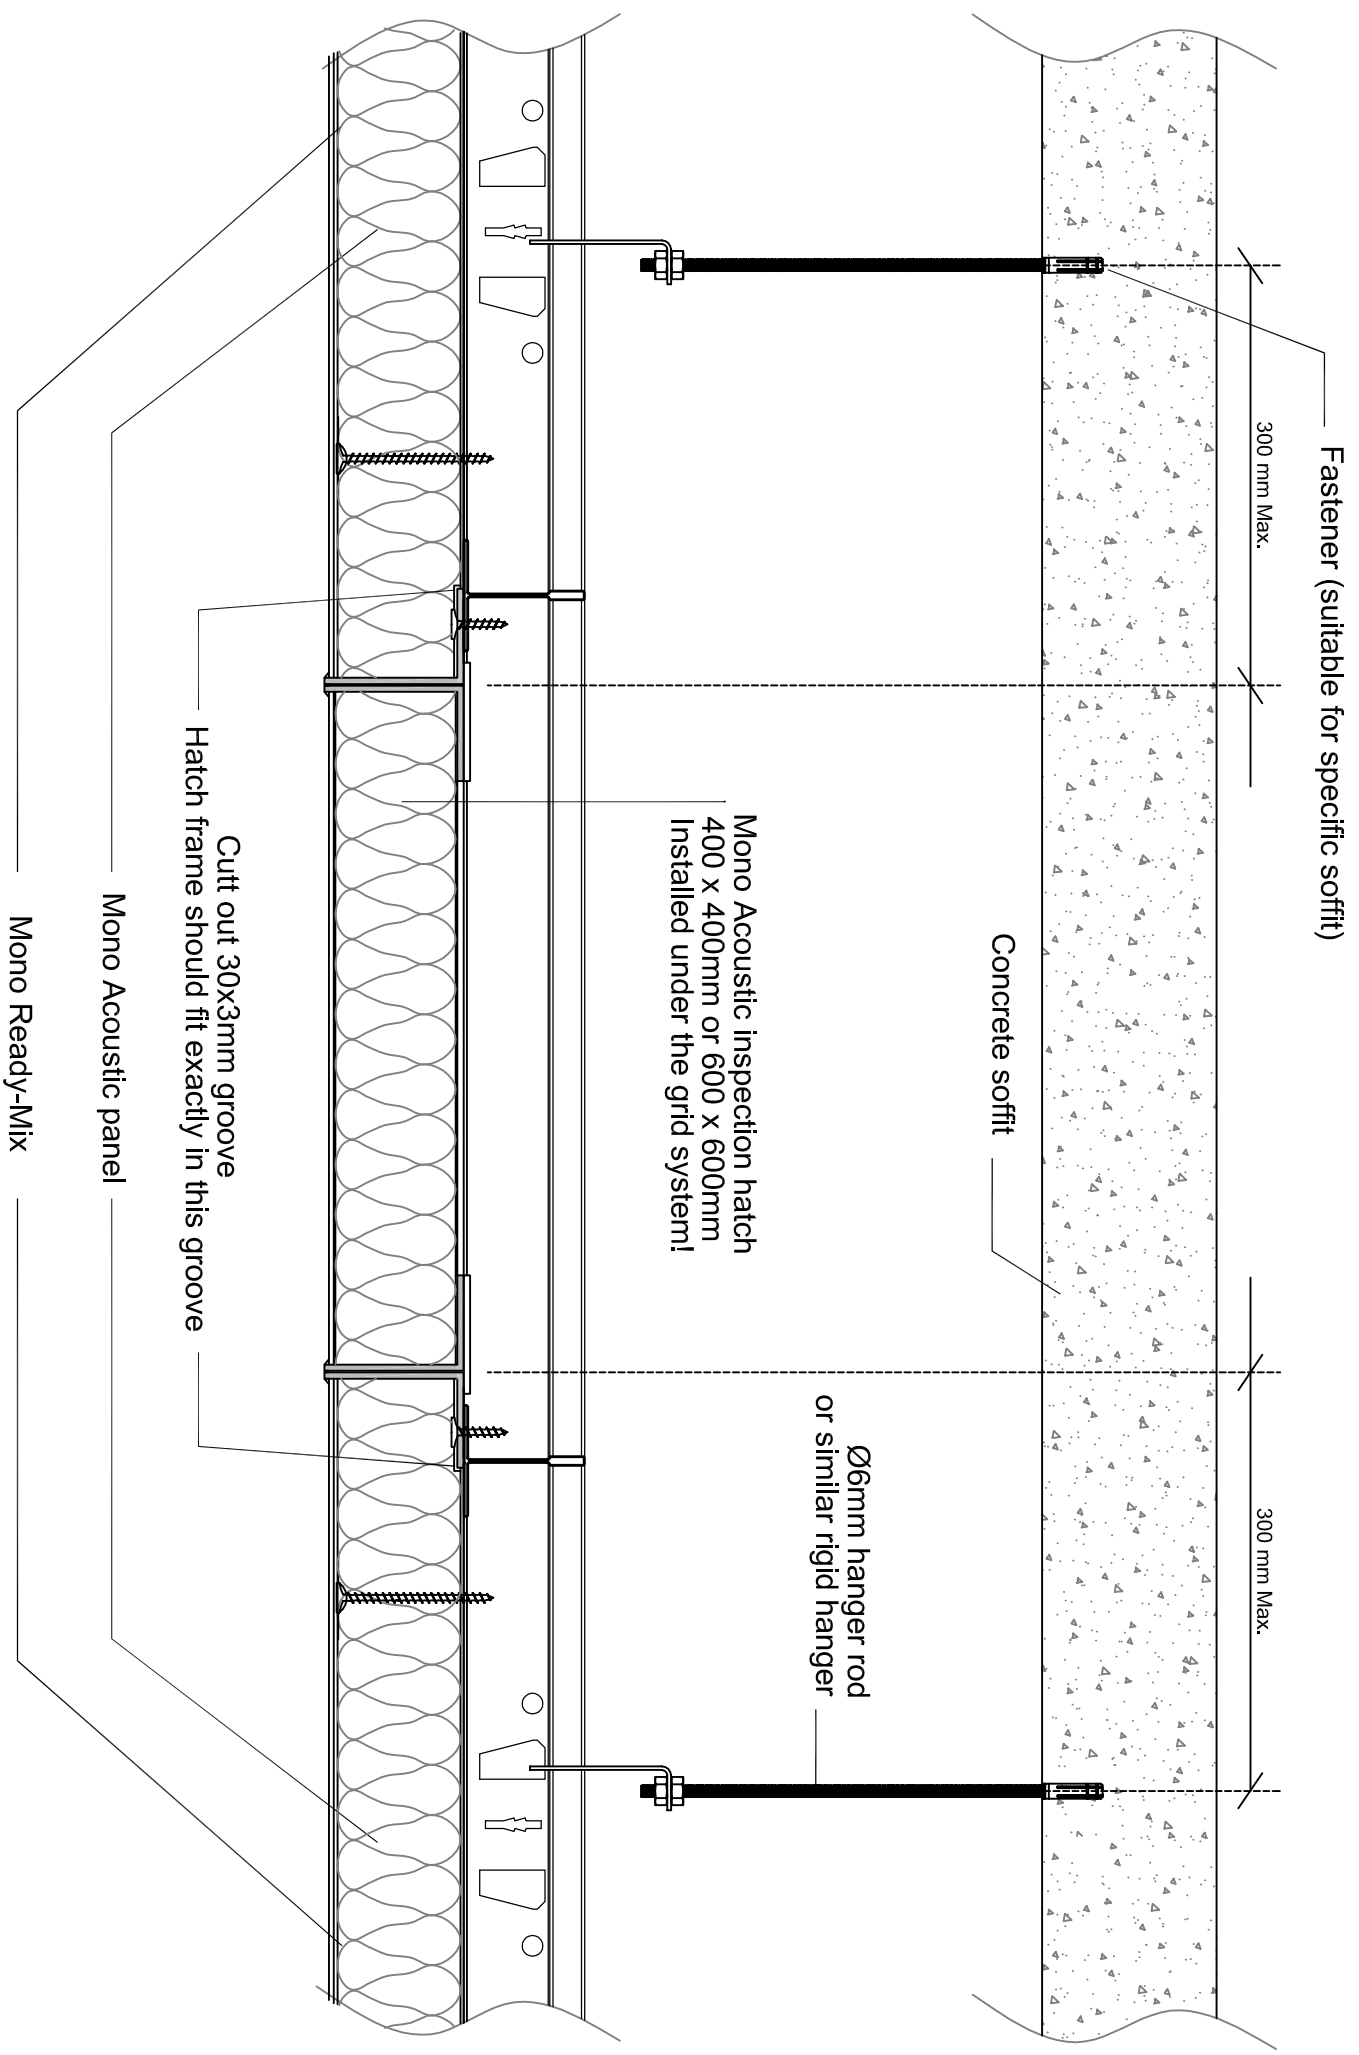 Fastener (suitable for specific soffit)
300 mm Max.
300 mm Max.
Concrete soffit
Ø6mm hanger rod
or similar rigid hanger
Mono Acoustic inspection hatch
400 x 400mm or 600 x 600mm
Installed under the grid system!
Cutt out 30x3mm groove
Hatch frame should fit exactly in this groove
Mono Acoustic panel
Mono Ready-Mix